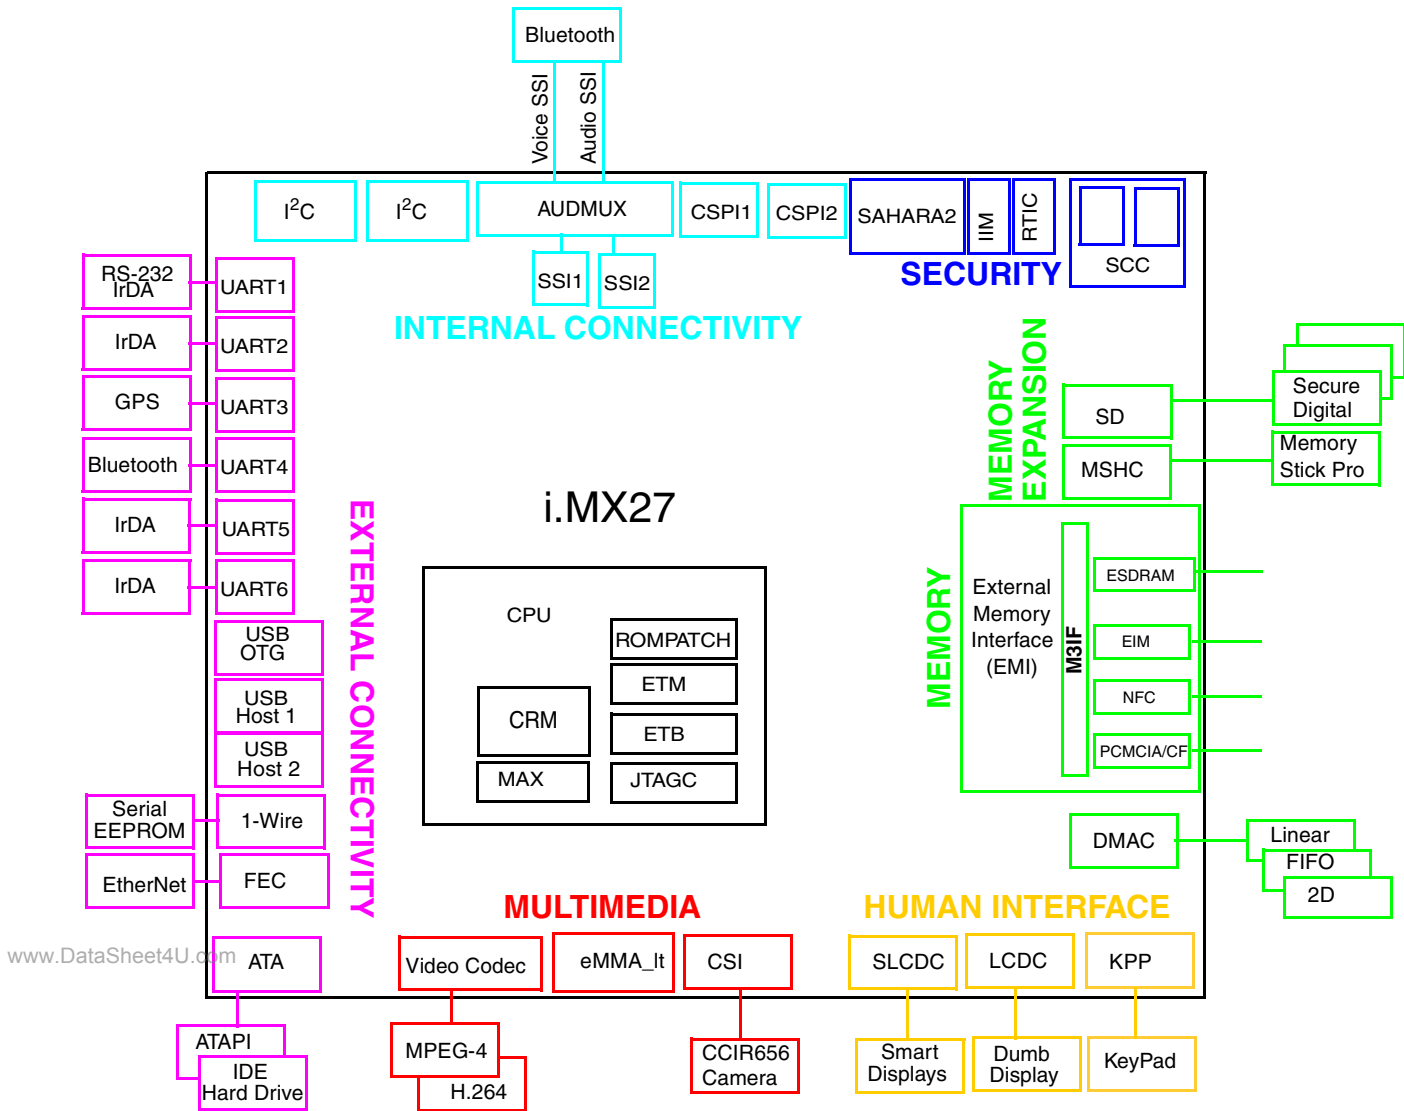 Bluetooth
Voice SSI
Audio SSI
I²C
I²C
AUDMUX
CSPI1
CSPI2
SAHARA2
IIM
RTIC
SCC
SSI1
SSI2
SECURITY
INTERNAL CONNECTIVITY
RS-232
IrDA
UART1
IrDA
UART2
GPS
UART3
Bluetooth
UART4
IrDA
UART5
IrDA
UART6
USB
OTG
USB
Host 1
USB
Host 2
Serial
EEPROM
1-Wire
EtherNet
FEC
EXTERNAL CONNECTIVITY
MEMORY
EXPANSION
SD
Secure
Digital
MSHC
Memory
Stick Pro
i.MX27
CPU
ROMPATCH
ETM
CRM
ETB
MAX
JTAGC
MEMORY
External
Memory
Interface
(EMI)
M3IF
ESDRAM
EIM
NFC
PCMCIA/CF
DMAC
Linear
FIFO
2D
MULTIMEDIA
HUMAN INTERFACE
www.DataSheet4U.com
ATA
Video Codec
eMMA_lt
CSI
SLCDC
LCDC
KPP
ATAPI
IDE
Hard Drive
MPEG-4
H.264
CCIR656
Camera
Smart
Displays
Dumb
Display
KeyPad